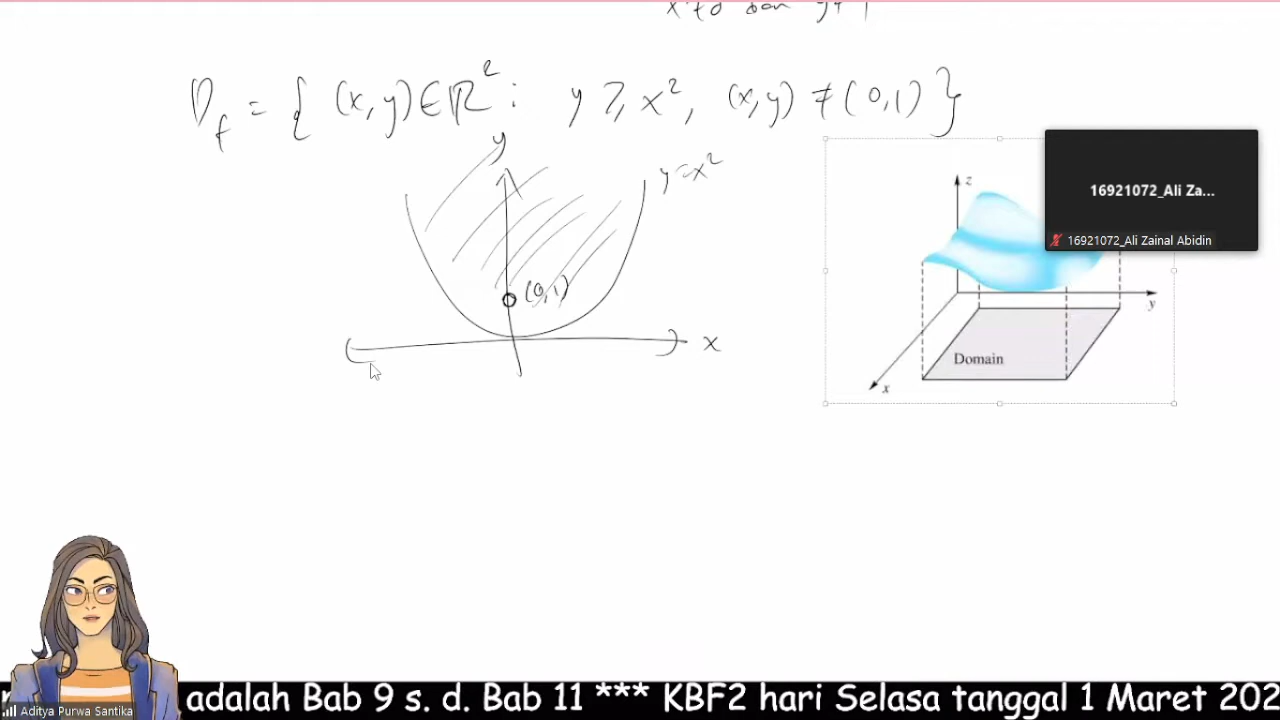 D_f = { (x,y) ∈ ℝ² : y ≥ x², (x,y) ≠ (0,1) }
y
y = x²
(0,1)
x
z
y
Domain
x
16921072_Ali Za...
16921072_Ali Zainal Abidin
adalah Bab 9 s. d. Bab 11 *** KBF2 hari Selasa tanggal 1 Maret 202
Aditya Purwa Santika